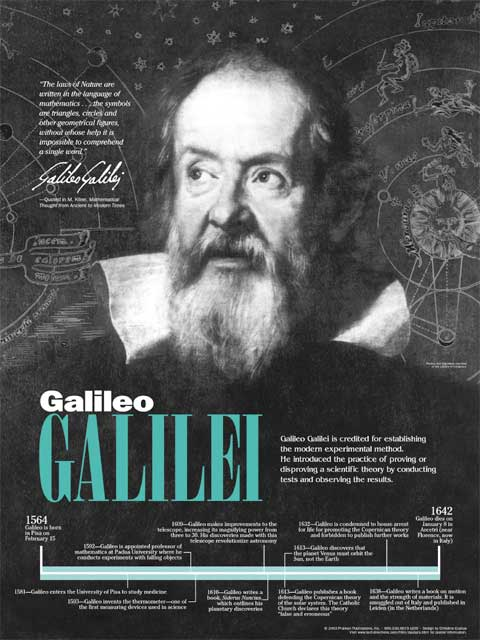 "The laws of Nature are
written in the language of
mathematics . . . the symbols
are triangles, circles and
other geometrical figures,
without whose help it is
impossible to comprehend
a single word."
Galileo Galilei
—Quoted in M. Kline, Mathematical
Thought from Ancient to Modern Times
Galileo
GALILEI
Galileo Galilei is credited for establishing
the modern experimental method.
He introduced the practice of proving or
disproving a scientific theory by conducting
tests and observing the results.
1564
Galileo is born
in Pisa on
February 15
1592—Galileo is appointed professor of
mathematics at Padua University where he
conducts experiments with falling objects
1609—Galileo makes improvements to the
telescope, increasing its magnifying power from
three to 30. His discoveries made with this
telescope revolutionize astronomy
1632—Galileo is condemned to house arrest
for life for promoting the Copernican theory
and forbidden to publish further works
1613—Galileo discovers that
the planet Venus must orbit the
Sun, not the Earth
1642
Galileo dies on
January 8 in
Arcetri (near
Florence, now
in Italy)
1581—Galileo enters the University of Pisa to study medicine
1593—Galileo invents the thermometer—one of
the first measuring devices used in science
1610—Galileo writes a
book, Siderius Nuncius,
which outlines his
planetary discoveries
1615—Galileo publishes a book
defending the Copernican theory
of the solar system. The Catholic
Church declares this theory
"false and erroneous"
1638—Galileo writes a book on motion
and the strength of materials. It is
smuggled out of Italy and published in
Leiden (in the Netherlands)